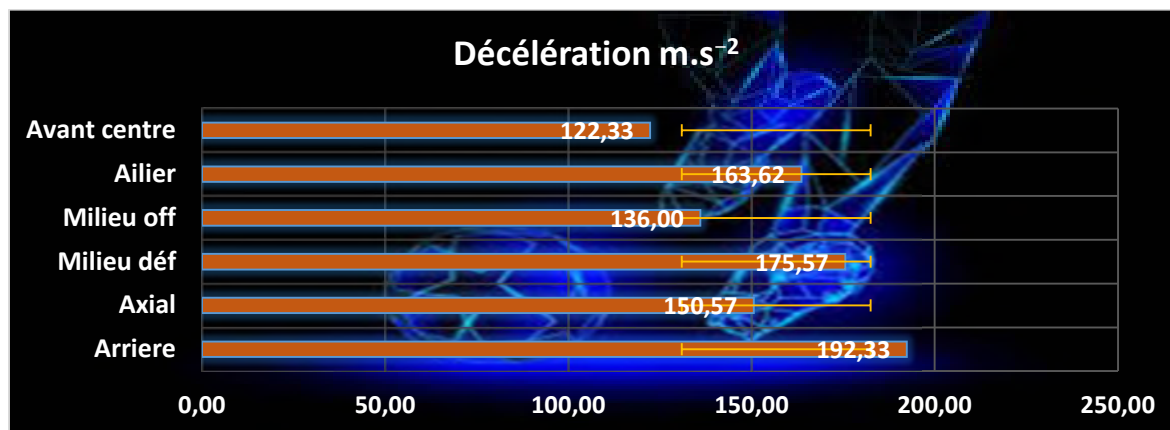 Décélération m.s⁻²
Avant centre
122,33
Ailier
163,62
Milieu off
136,00
Milieu déf
175,57
Axial
150,57
Arriere
192,33
0,00 50,00 100,00 150,00 200,00 250,00